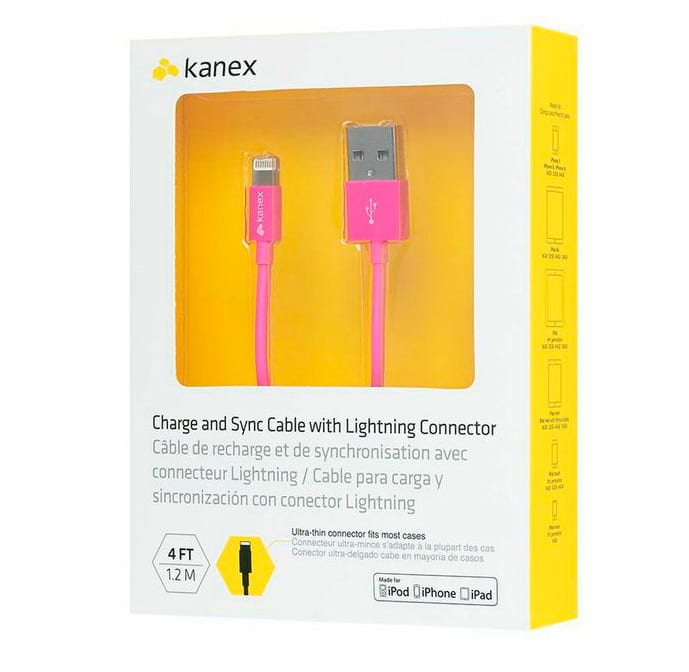 kanex
kanex
Charge and Sync Cable with Lightning Connector
Câble de recharge et de synchronisation avec
connecteur Lightning / Cable para carga y
sincronización con conector Lightning
4 FT
1.2 M
Ultra-thin connector fits most cases
Connecteur ultra-mince s'adapte à la plupart des cas
Conector ultra-delgado cabe en mayoría de casos
Made for
iPod iPhone iPad